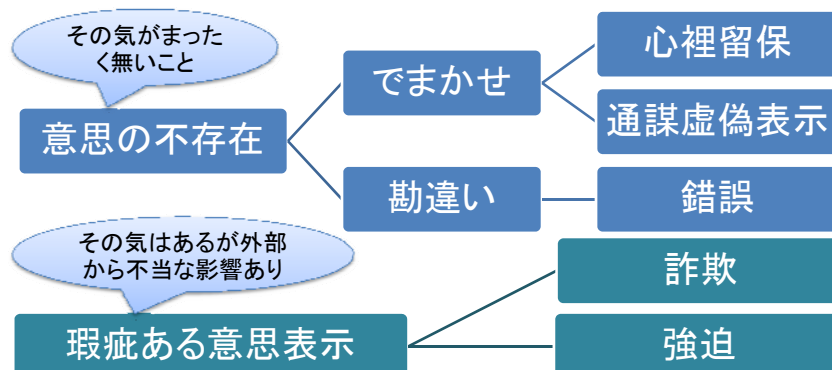 その気がまった
く無いこと
意思の不存在
でまかせ
心裡留保
通謀虚偽表示
勘違い
錯誤
その気はあるが外部
から不当な影響あり
瑕疵ある意思表示
詐欺
強迫